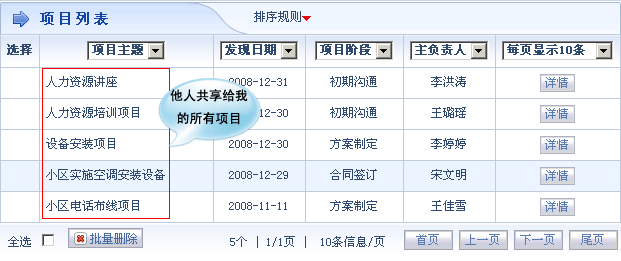 项目列表 排序规则
选择 项目主题 发现日期 项目阶段 主负责人 每页显示10条
人力资源讲座 2008-12-31 初期沟通 李洪涛 详情
他人共享给我
人力资源培训项目 2008-12-30 初期沟通 王璐瑶 详情
的所有项目
设备安装项目 2008-12-30 方案制定 李婷婷 详情
小区实施空调安装设备 2008-12-29 合同签订 宋文明 详情
小区电话布线项目 2008-11-11 方案制定 王佳雪 详情
全选 批量删除 5个 | 1/1页 | 10条信息/页 首页 上一页 下一页 尾页